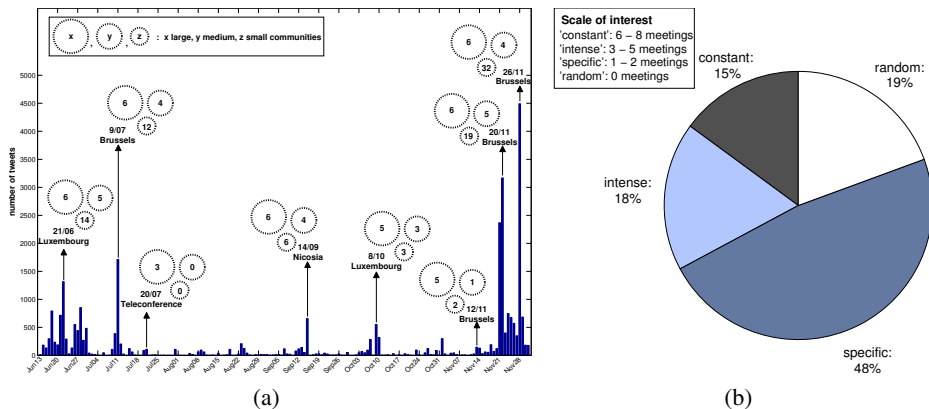 x , y , z : x large, y medium, z small communities
number of tweets
5000
4500
4000
3500
3000
2500
2000
1500
1000
500
0
6 5 14
21/06
Luxembourg
6 4 12
9/07
Brussels
3 0 0
20/07
Teleconference
6 4 6
14/09
Nicosia
5 3 3
8/10
Luxembourg
5 1 2
12/11
Brussels
6 5 19
20/11
Brussels
6 4 32
26/11
Brussels
Jun13 Jun20 Jun27 Jul04 Jul11 Jul18 Jul25 Aug01 Aug08 Aug15 Aug22 Aug29 Sep05 Sep12 Sep19 Sep26 Oct03 Oct10 Oct17 Oct24 Oct31 Nov07 Nov14 Nov21 Nov28
(a)
Scale of interest
'constant': 6 – 8 meetings
'intense': 3 – 5 meetings
'specific': 1 – 2 meetings
'random': 0 meetings
constant:
15%
random:
19%
intense:
18%
specific:
48%
(b)